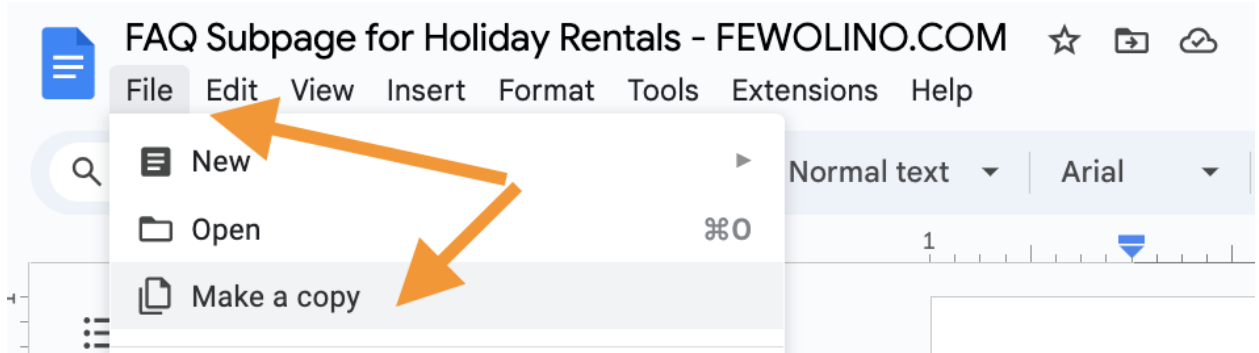 FAQ Subpage for Holiday Rentals - FEWOLINO.COM
File Edit View Insert Format Tools Extensions Help
New
Normal text Arial
Open ⌘O
1
Make a copy